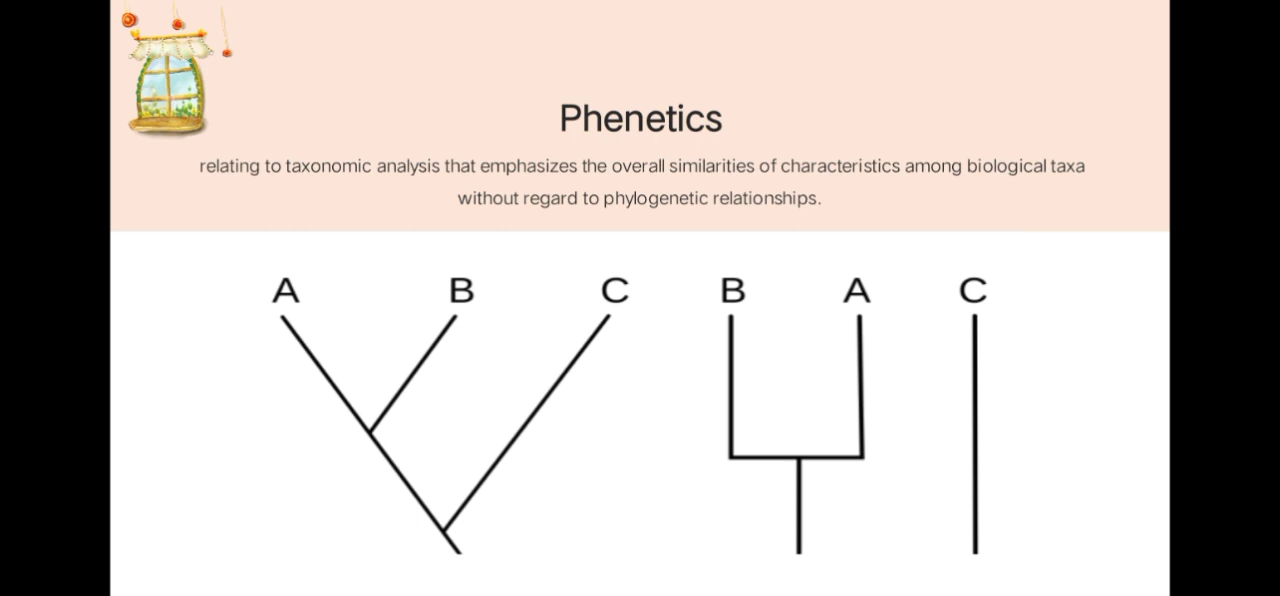 Phenetics
relating to taxonomic analysis that emphasizes the overall similarities of characteristics among biological taxa
without regard to phylogenetic relationships.
A B C B A C